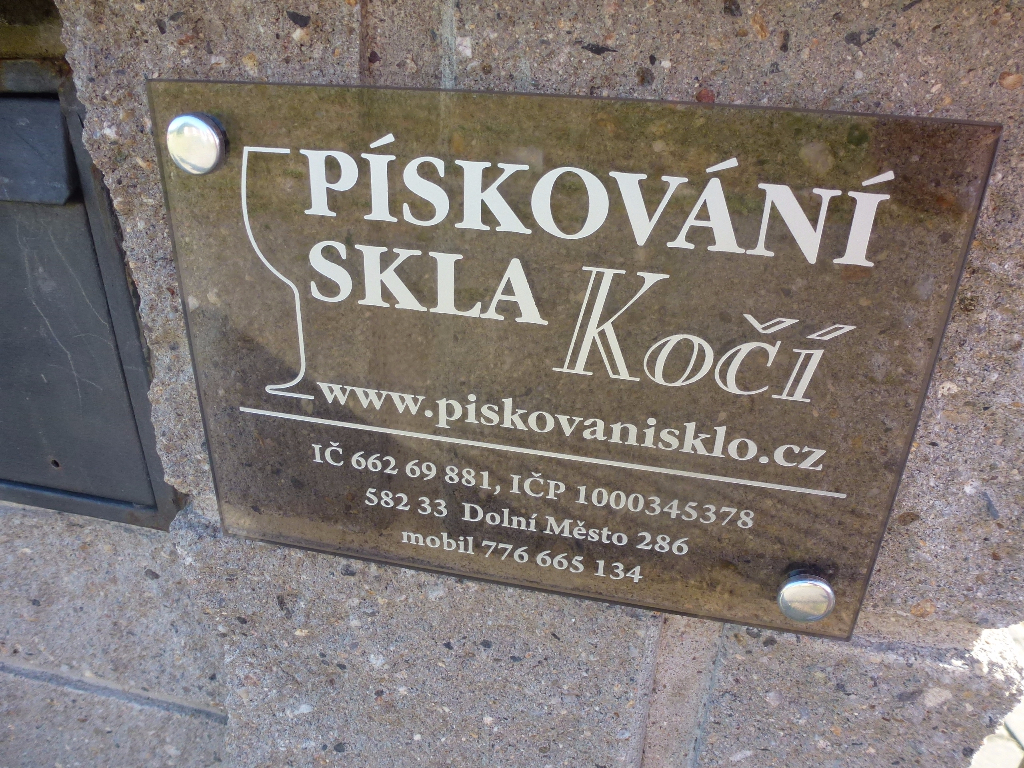 PÍSKOVÁNÍ
SKLA Kočí
www.piskovanisklo.cz
IČ 662 69 881, IČP 1000345378
582 33 Dolní Město 286
mobil 776 665 134